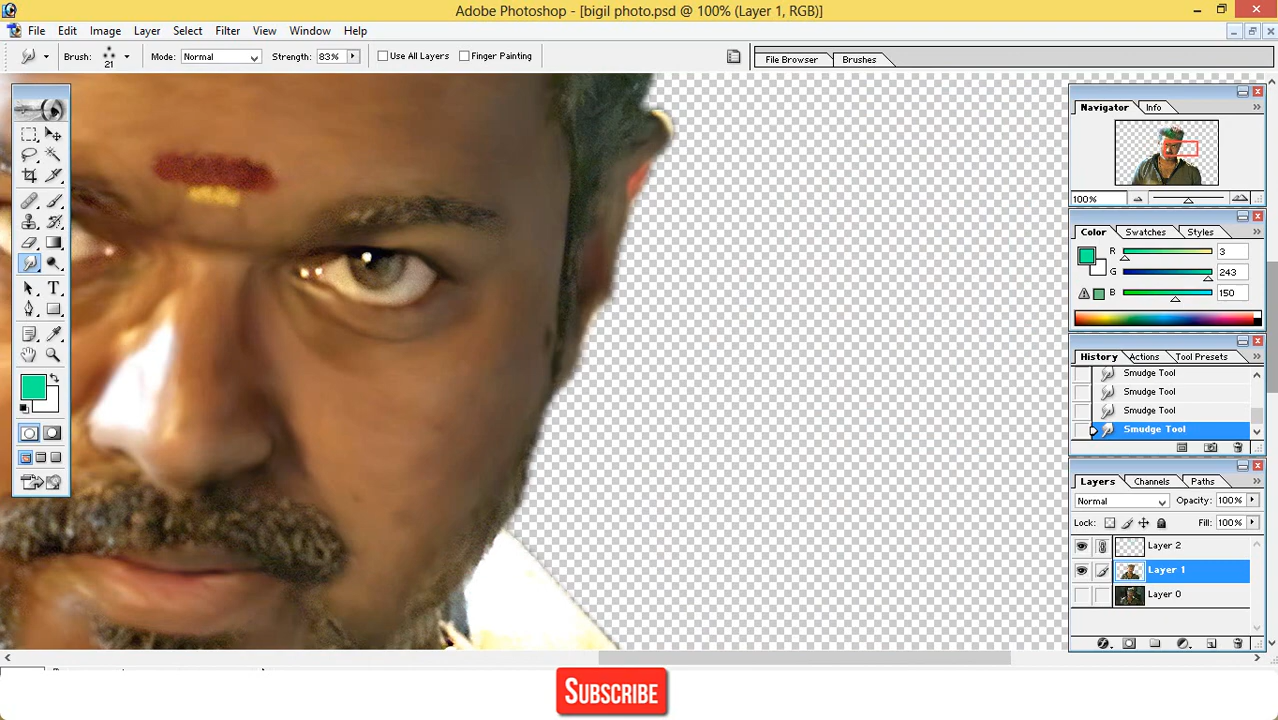 Adobe Photoshop - [bigil photo.psd @ 100% (Layer 1, RGB)]
File Edit Image Layer Select Filter View Window Help
Brush: 21 Mode: Normal Strength: 83% Use All Layers Finger Painting File Browser Brushes
Navigator Info
100%
Color Swatches Styles
R 3
G 243
B 150
History Actions Tool Presets
Smudge Tool
Smudge Tool
Smudge Tool
Smudge Tool
Layers Channels Paths
Normal Opacity: 100%
Lock: Fill: 100%
Layer 2
Layer 1
Layer 0
SUBSCRIBE